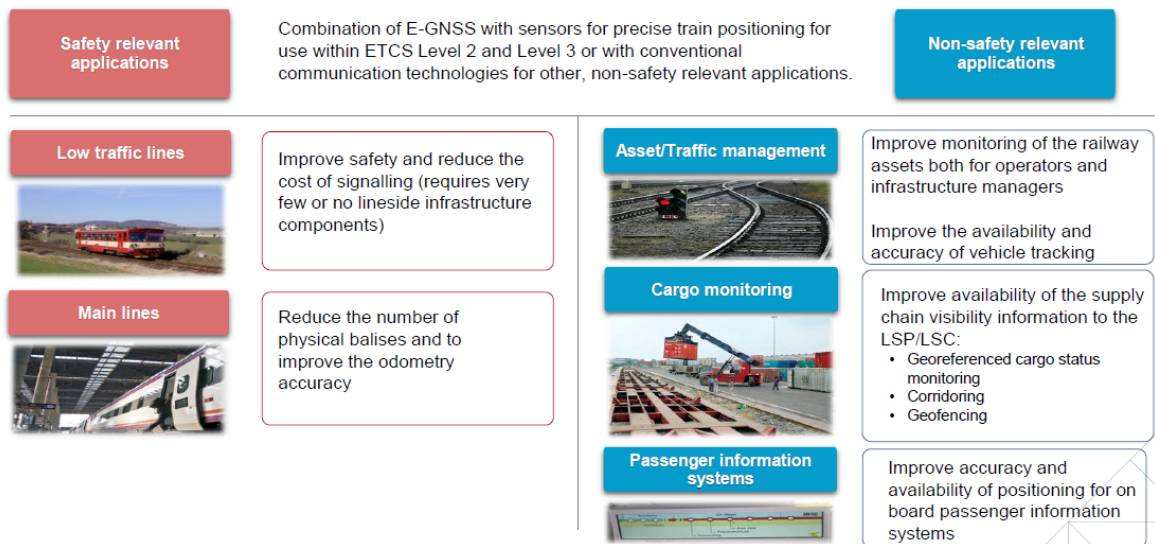 Safety relevant
applications
Combination of E-GNSS with sensors for precise train positioning for
use within ETCS Level 2 and Level 3 or with conventional
communication technologies for other, non-safety relevant applications.
Non-safety relevant
applications
Low traffic lines
Improve safety and reduce the
cost of signalling (requires very
few or no lineside infrastructure
components)
Main lines
Reduce the number of
physical balises and to
improve the odometry
accuracy
Asset/Traffic management
Improve monitoring of the railway
assets both for operators and
infrastructure managers
Improve the availability and
accuracy of vehicle tracking
Cargo monitoring
Improve availability of the supply
chain visibility information to the
LSP/LSC:
• Georeferenced cargo status
monitoring
• Corridoring
• Geofencing
Passenger information
systems
Improve accuracy and
availability of positioning for on
board passenger information
systems